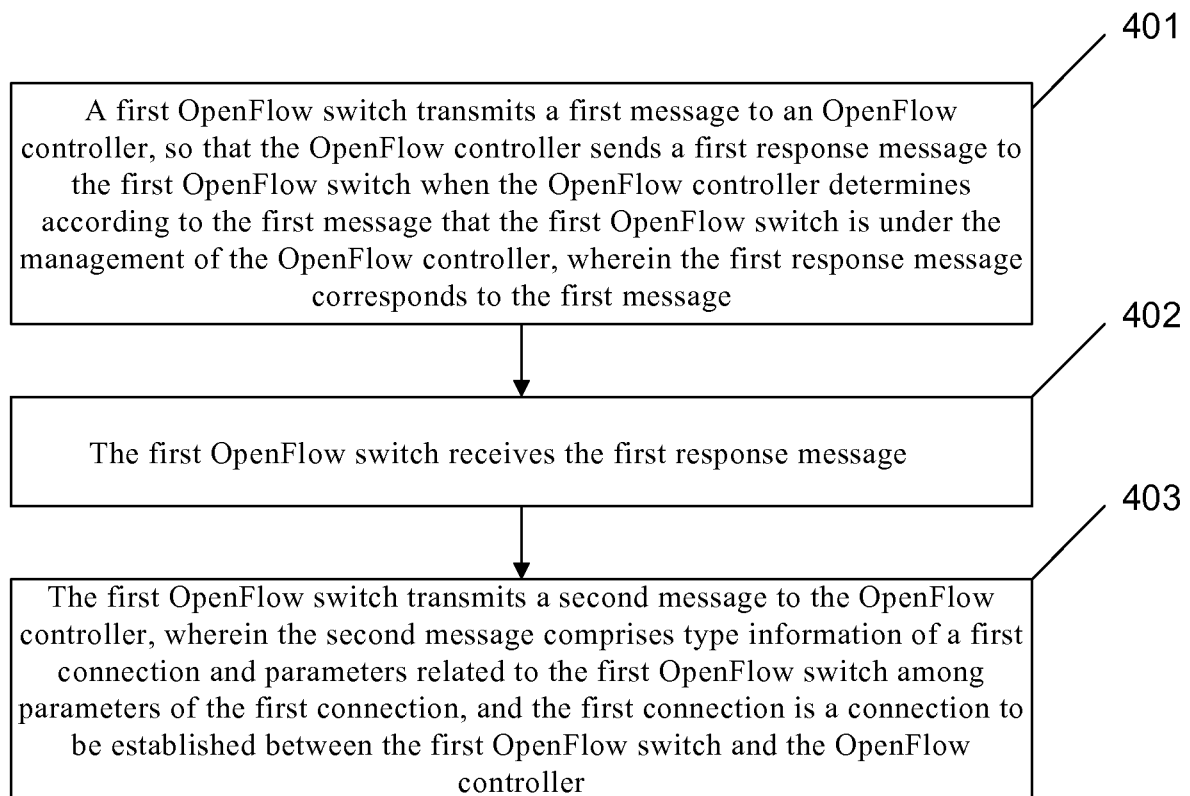 401
A first OpenFlow switch transmits a first message to an OpenFlow
controller, so that the OpenFlow controller sends a first response message to
the first OpenFlow switch when the OpenFlow controller determines
according to the first message that the first OpenFlow switch is under the
management of the OpenFlow controller, wherein the first response message
corresponds to the first message
402
The first OpenFlow switch receives the first response message
403
The first OpenFlow switch transmits a second message to the OpenFlow
controller, wherein the second message comprises type information of a first
connection and parameters related to the first OpenFlow switch among
parameters of the first connection, and the first connection is a connection to
be established between the first OpenFlow switch and the OpenFlow
controller